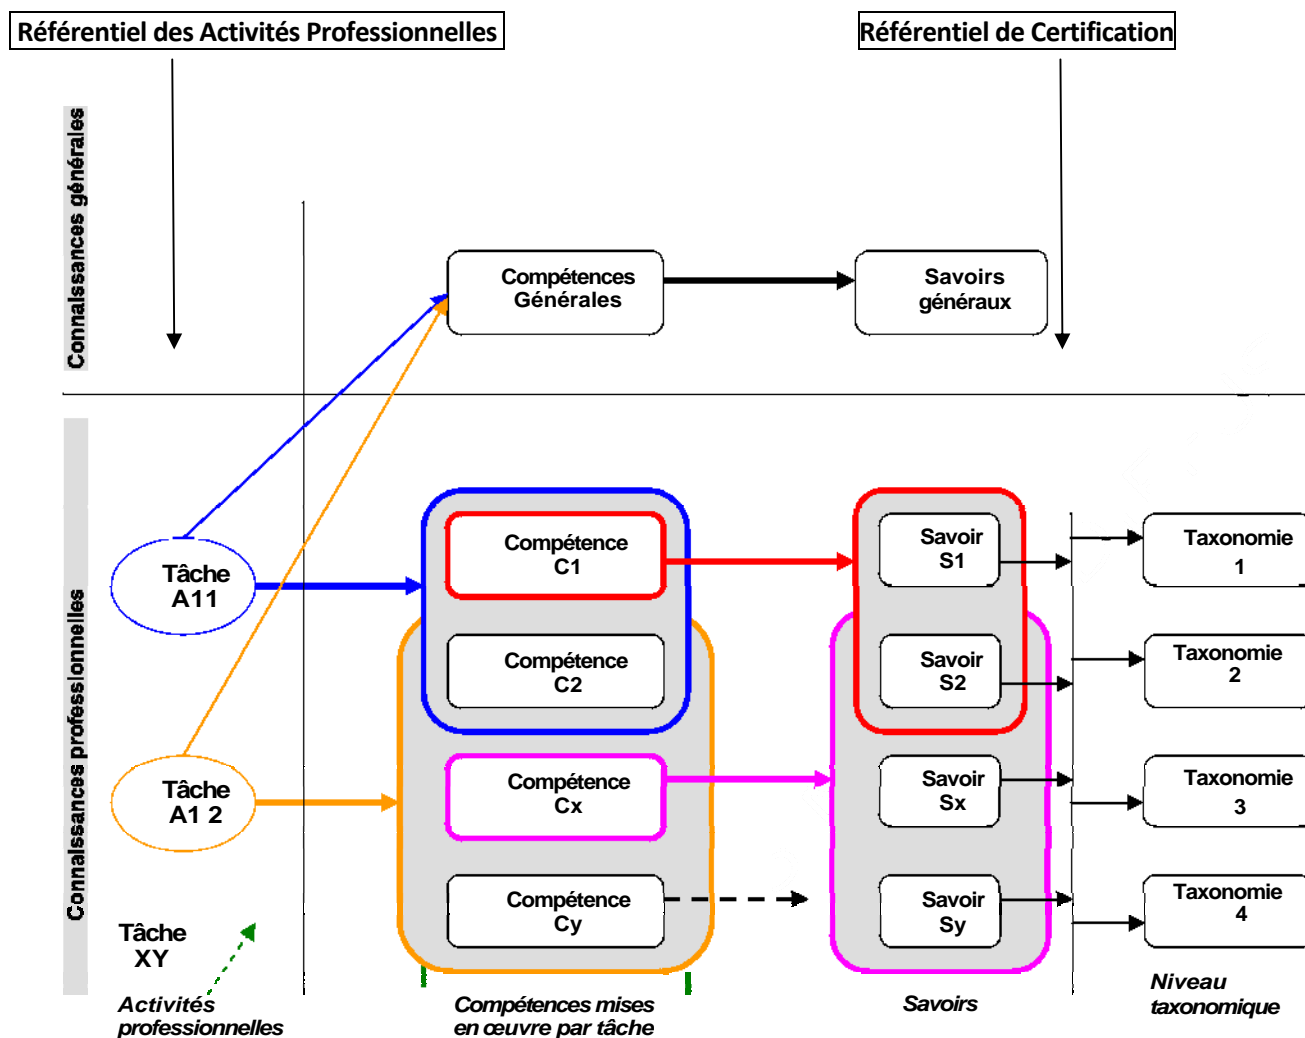 Référentiel des Activités Professionnelles
Référentiel de Certification
Connaissances générales
Compétences
Générales
Savoirs
généraux
Connaissances professionnelles
Tâche
A11
Compétence
C1
Savoir
S1
Taxonomie
1
Compétence
C2
Savoir
S2
Taxonomie
2
Tâche
A1 2
Compétence
Cx
Savoir
Sx
Taxonomie
3
Compétence
Cy
Savoir
Sy
Taxonomie
4
Tâche
XY
Activités
professionnelles
Compétences mises
en œuvre par tâche
Savoirs
Niveau
taxonomique